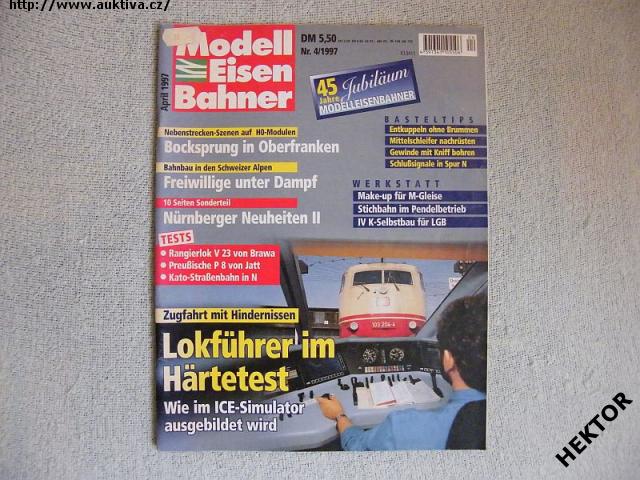 http://www.auktiva.cz/
Modell
Eisen
Bahner
April 1997
DM 5,50
Nr. 4/1997
45
Jahre
Jubiläum
MODELLEISENBAHNER
Nebenstrecken-Szenen auf H0-Modulen
Bocksprung in Oberfranken
Bahnbau in den Schweizer Alpen
Freiwillige unter Dampf
10 Seiten Sonderteil
Nürnberger Neuheiten II
BASTELTIPS
Entkuppeln ohne Brummen
Mittelschleifer nachrüsten
Gewinde mit Kniff bohren
Schlußsignale in Spur N
WERKSTATT
Make-up für M-Gleise
Stichbahn im Pendelbetrieb
IV K-Selbstbau für LGB
TESTS
• Rangierlok V 23 von Brawa
• Preußische P 8 von Jatt
• Kato-Straßenbahn in N
Zugfahrt mit Hindernissen
Lokführer im
Härtetest
Wie im ICE-Simulator
ausgebildet wird
DB
HEKTOR